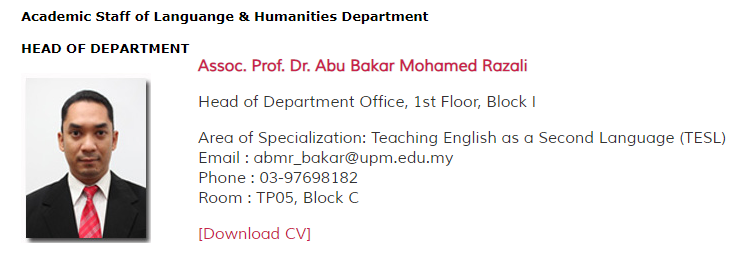 Academic Staff of Languange & Humanities Department
HEAD OF DEPARTMENT
Assoc. Prof. Dr. Abu Bakar Mohamed Razali
Head of Department Office, 1st Floor, Block I
Area of Specialization: Teaching English as a Second Language (TESL)
Email : abmr_bakar@upm.edu.my
Phone : 03-97698182
Room : TP05, Block C
[Download CV]